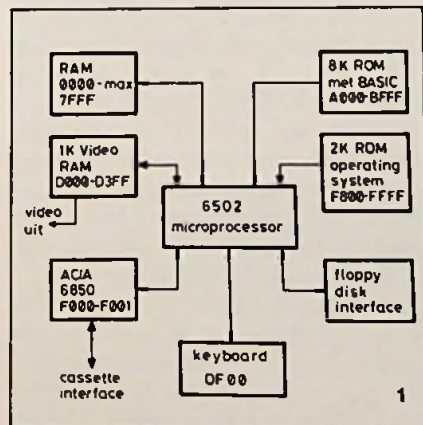 RAM
0000-max
7FFF
8K ROM
met BASIC
A000-BFFF
1K Video
RAM
D000-D3FF
video
uit
2K ROM
operating
system
F800-FFFF
6502
microprocessor
ACIA
6850
F000-F001
cassette
interface
keyboard
DF00
floppy
disk
interface
1